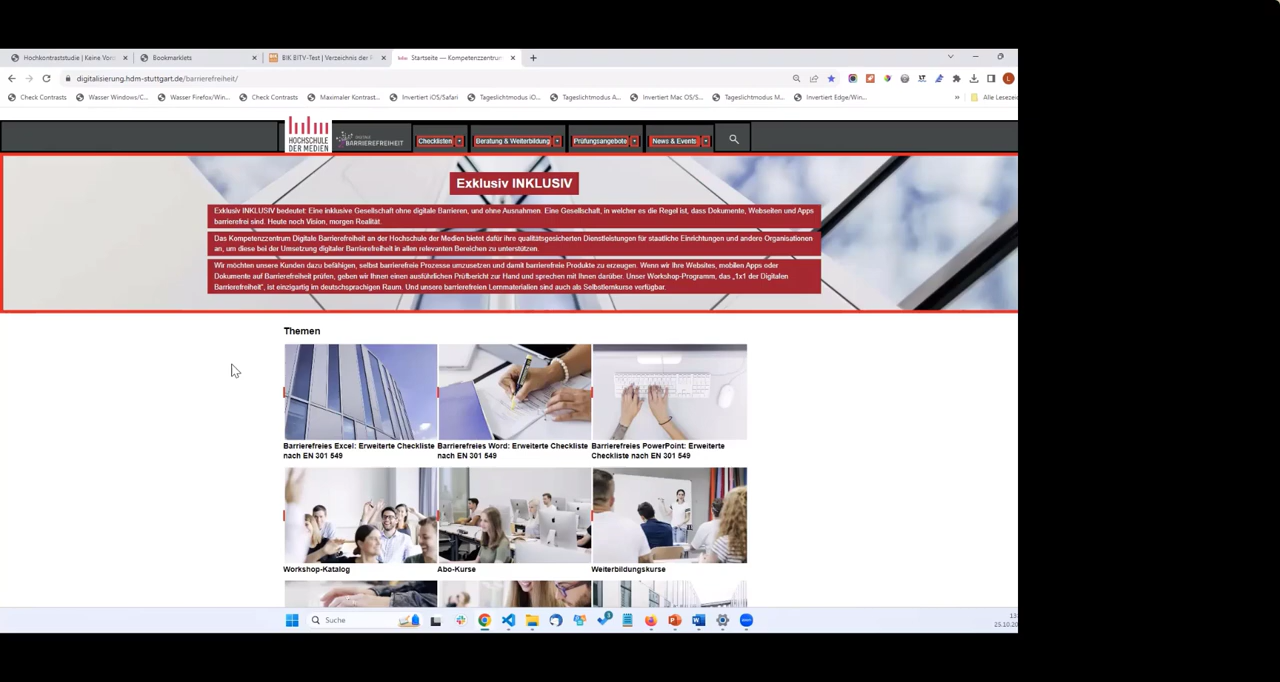 Hochkontraststudie | Keine Vor
Bookmarklets
BIK BITV-Test | Verzeichnis der
Startseite — Kompetenzzentrum
digitalisierung.hdm-stuttgart.de/barrierefreiheit/
Check Contrasts
Wasser Windows/C...
Wasser Firefox/Win...
Check Contrasts
Maximaler Kontrast...
Invertiert iOS/Safari
Tageslichtmodus iO...
Tageslichtmodus A...
Invertiert Mac OS/S...
Tageslichtmodus M...
Invertiert Edge/Win...
»
Alle Lesezei
HOCHSCHULE
DER MEDIEN
BARRIEREFREIHEIT
Checklisten
Beratung & Weiterbildung
Prüfungsangebote
News & Events
Exklusiv INKLUSIV
Exklusiv INKLUSIV bedeutet: Eine inklusive Gesellschaft ohne digitale Barrieren, und ohne Ausnahmen. Eine Gesellschaft, in welcher es die Regel ist, dass Dokumente, Webseiten und Apps
barrierefrei sind. Heute noch Vision, morgen Realität.
Das Kompetenzzentrum Digitale Barrierefreiheit an der Hochschule der Medien bietet dafür ihre qualitätsgesicherten Dienstleistungen für staatliche Einrichtungen und andere Organisationen
an, um diese bei der Umsetzung digitaler Barrierefreiheit in allen relevanten Bereichen zu unterstützen.
Wir möchten unsere Kunden dazu befähigen, selbst barrierefreie Prozesse umzusetzen und damit barrierefreie Produkte zu erzeugen. Wenn wir Ihre Websites, mobilen Apps oder
Dokumente auf Barrierefreiheit prüfen, geben wir Ihnen einen ausführlichen Prüfbericht zur Hand und sprechen mit Ihnen darüber. Unser Workshop-Programm, das „1x1 der Digitalen
Barrierefreiheit“, ist einzigartig im deutschsprachigen Raum. Und unsere barrierefreien Lernmaterialien sind auch als Selbstlernkurse verfügbar.
Themen
Barrierefreies Excel: Erweiterte Checkliste
nach EN 301 549
Barrierefreies Word: Erweiterte Checkliste
nach EN 301 549
Barrierefreies PowerPoint: Erweiterte
Checkliste nach EN 301 549
Workshop-Katalog
Abo-Kurse
Weiterbildungskurse
Suche
25.10.20